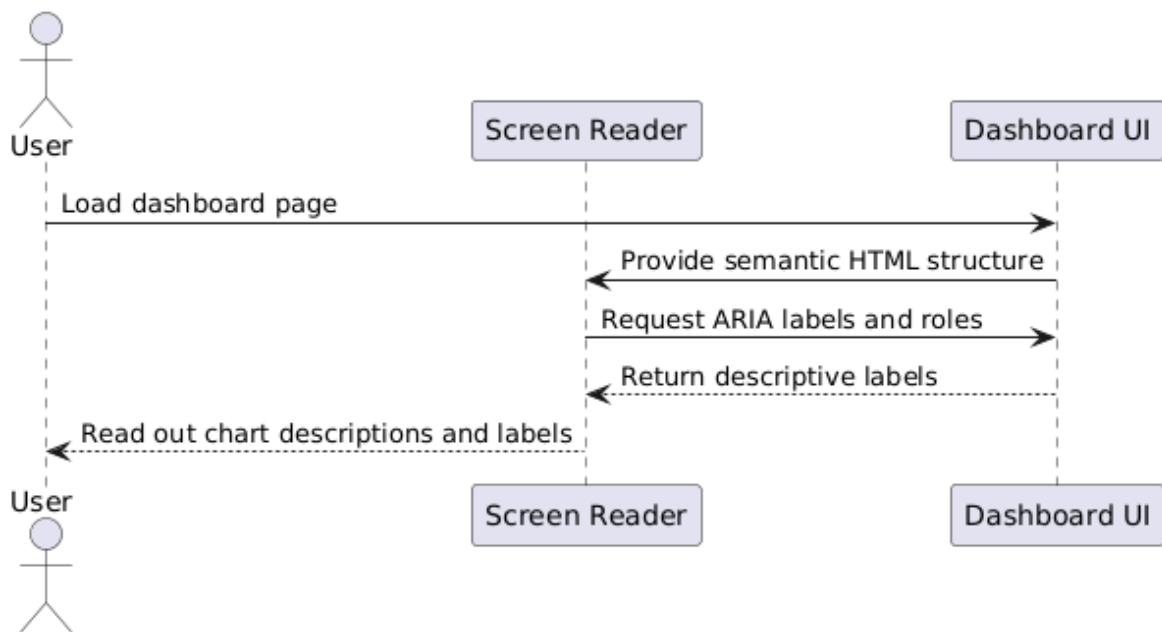 User
Screen Reader
Dashboard UI
Load dashboard page
Provide semantic HTML structure
Request ARIA labels and roles
Return descriptive labels
Read out chart descriptions and labels
User
Screen Reader
Dashboard UI